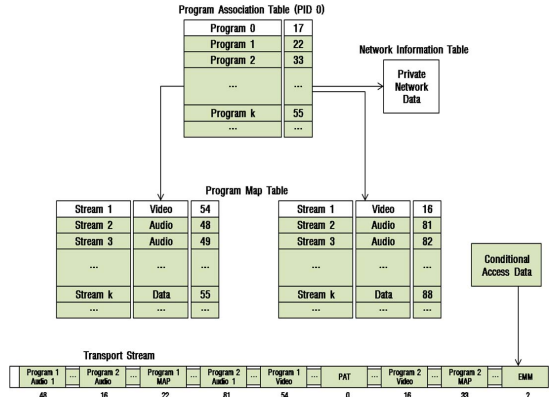 Program Association Table (PID 0)
Program 0 17
Program 1 22
Program 2 33
... ...
Program k 55
... ...
Network Information Table
Private
Network
Data
Program Map Table
Stream 1 Video 54
Stream 2 Audio 48
Stream 3 Audio 49
... ... ...
Stream k Data 55
... ... ...
Stream 1 Video 16
Stream 2 Audio 81
Stream 3 Audio 82
... ... ...
Stream k Data 88
... ... ...
Conditional
Access Data
Transport Stream
Program 1 Audio 1 ... Program 2 Audio ... Program 1 MAP ... Program 2 Audio 1 ... Program 1 Video ... PAT ... Program 2 Video ... Program 2 MAP ... EMM
48 16 22 81 54 0 16 33 ?